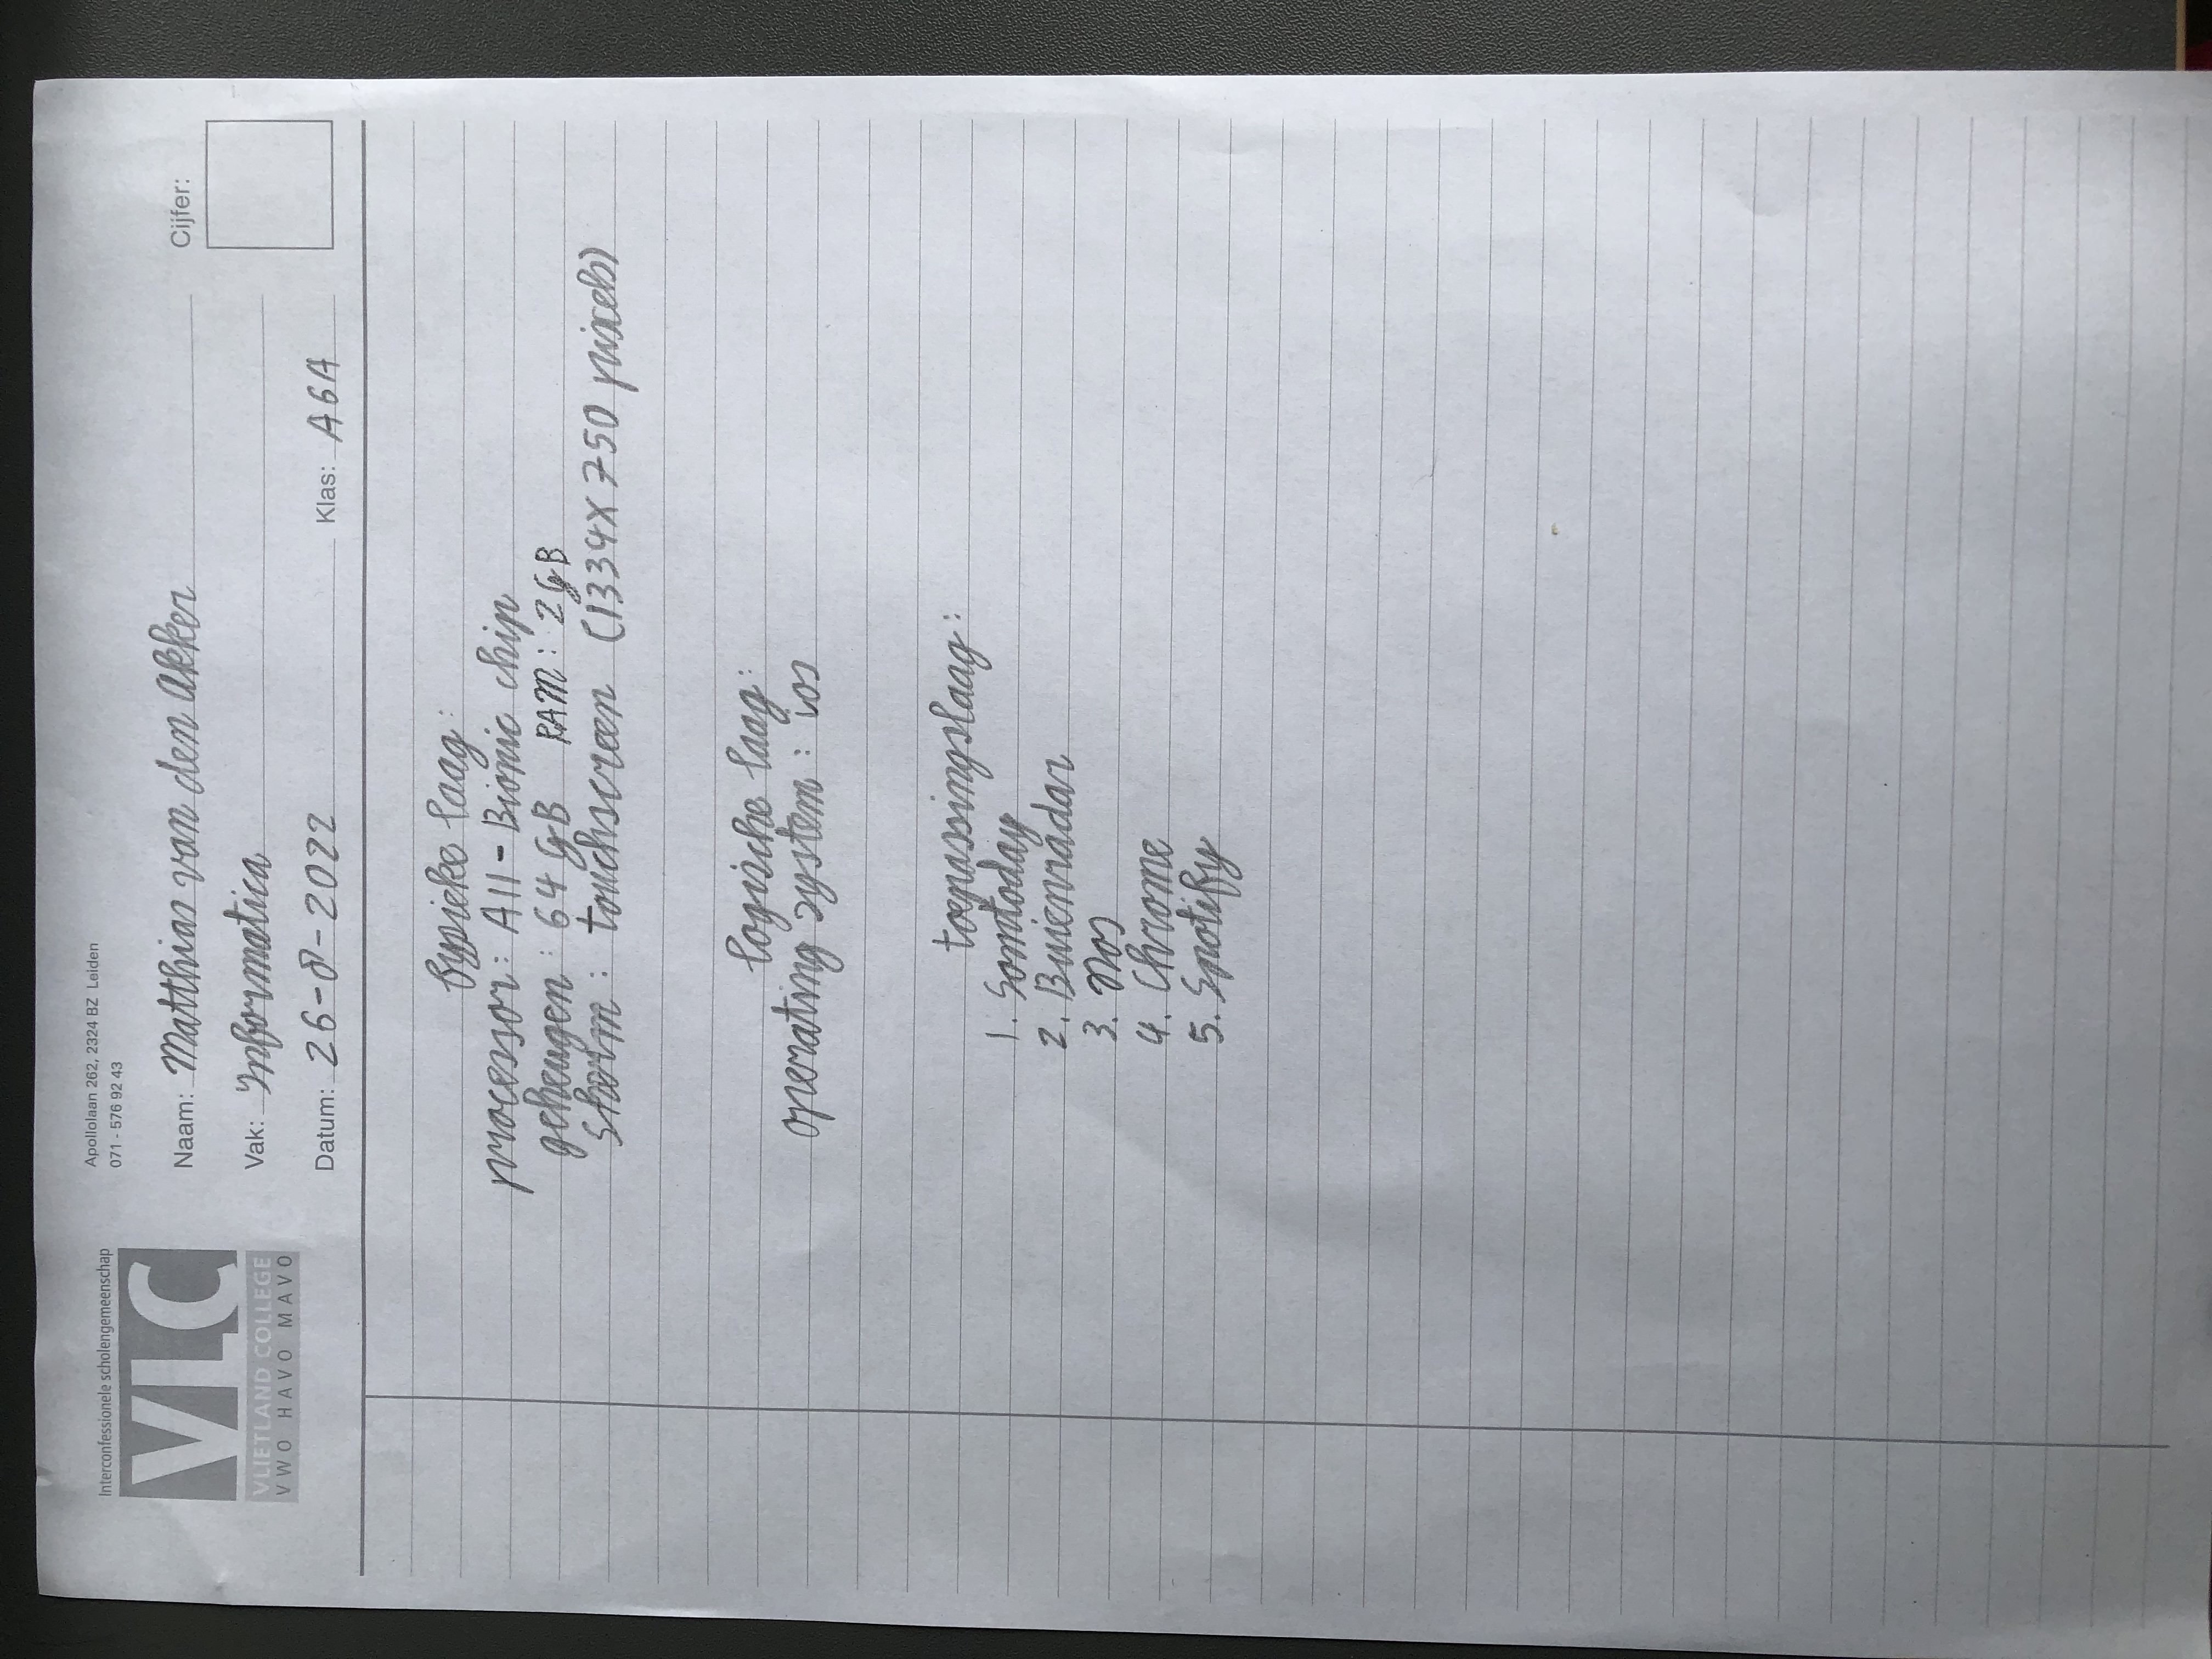 Interconfessionele scholengemeenschap
VLC
VLIETLAND COLLEGE
VWO HAVO MAVO
Apollolaan 262, 2324 BZ Leiden
071 - 576 92 43
Naam: Matthias van den Akker
Cijfer:
Vak: Informatica
Datum: 26-8-2022 Klas: A6A
fysieke laag:
processor: A11-Bionic chip
geheugen: 64 GB RAM: 2GB
scherm: touchscreen (1334X750 pixels)
logische laag:
operating system: ios
toepassingslaag:
1. Somtoday
2. Buienradar
3. nos
4. Chrome
5. Spotify